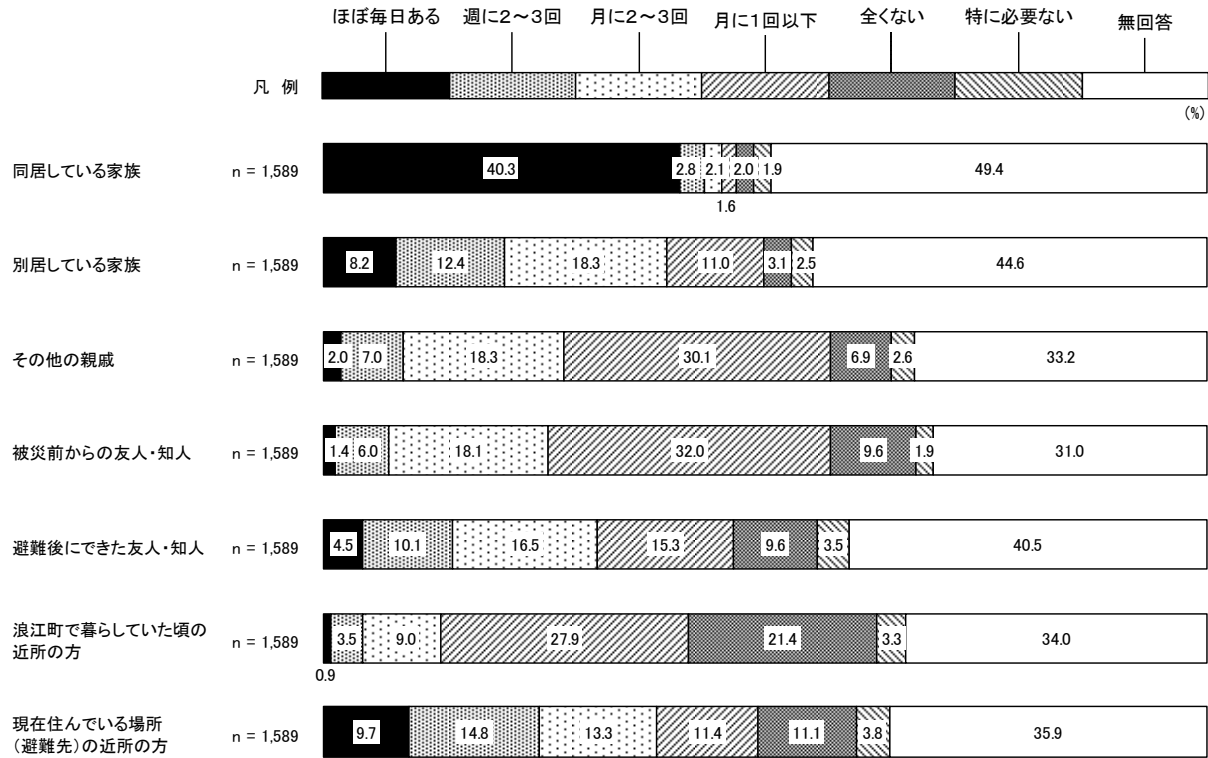 ほぼ毎日ある 週に２～３回 月に２～３回 月に１回以下 全くない 特に必要ない 無回答
凡 例
(%)
同居している家族 n = 1,589 40.3 2.8 2.1 2.0 1.9 49.4
1.6
別居している家族 n = 1,589 8.2 12.4 18.3 11.0 3.1 2.5 44.6
その他の親戚 n = 1,589 2.0 7.0 18.3 30.1 6.9 2.6 33.2
被災前からの友人・知人 n = 1,589 1.4 6.0 18.1 32.0 9.6 1.9 31.0
避難後にできた友人・知人 n = 1,589 4.5 10.1 16.5 15.3 9.6 3.5 40.5
浪江町で暮らしていた頃の
近所の方 n = 1,589 3.5 9.0 27.9 21.4 3.3 34.0
0.9
現在住んでいる場所
（避難先）の近所の方 n = 1,589 9.7 14.8 13.3 11.4 11.1 3.8 35.9